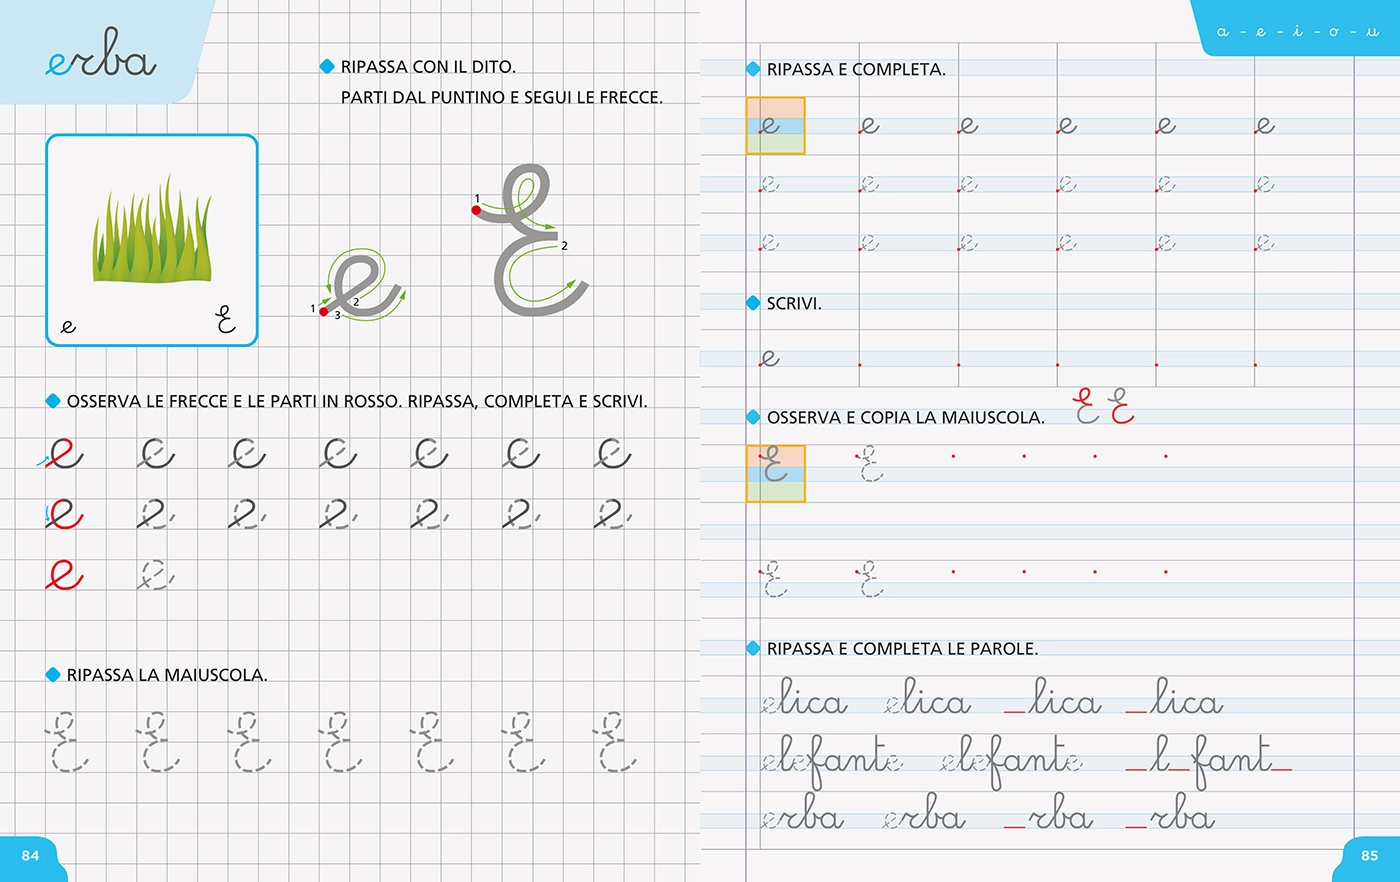 erba
RIPASSA CON IL DITO.
PARTI DAL PUNTINO E SEGUI LE FRECCE.
1
2
3
1
2
e E
OSSERVA LE FRECCE E LE PARTI IN ROSSO. RIPASSA, COMPLETA E SCRIVI.
e e e e e e e
e e e e e e e
e e
RIPASSA LA MAIUSCOLA.
E E E E E E E
84
a - e - i - o - u
RIPASSA E COMPLETA.
e e e e e e
e e e e e e
e e e e e e
SCRIVI.
e
OSSERVA E COPIA LA MAIUSCOLA. E E
E E
E E
RIPASSA E COMPLETA LE PAROLE.
elica elica _lica _lica
elefante elefante _l_fant_
erba erba _rba _rba
85